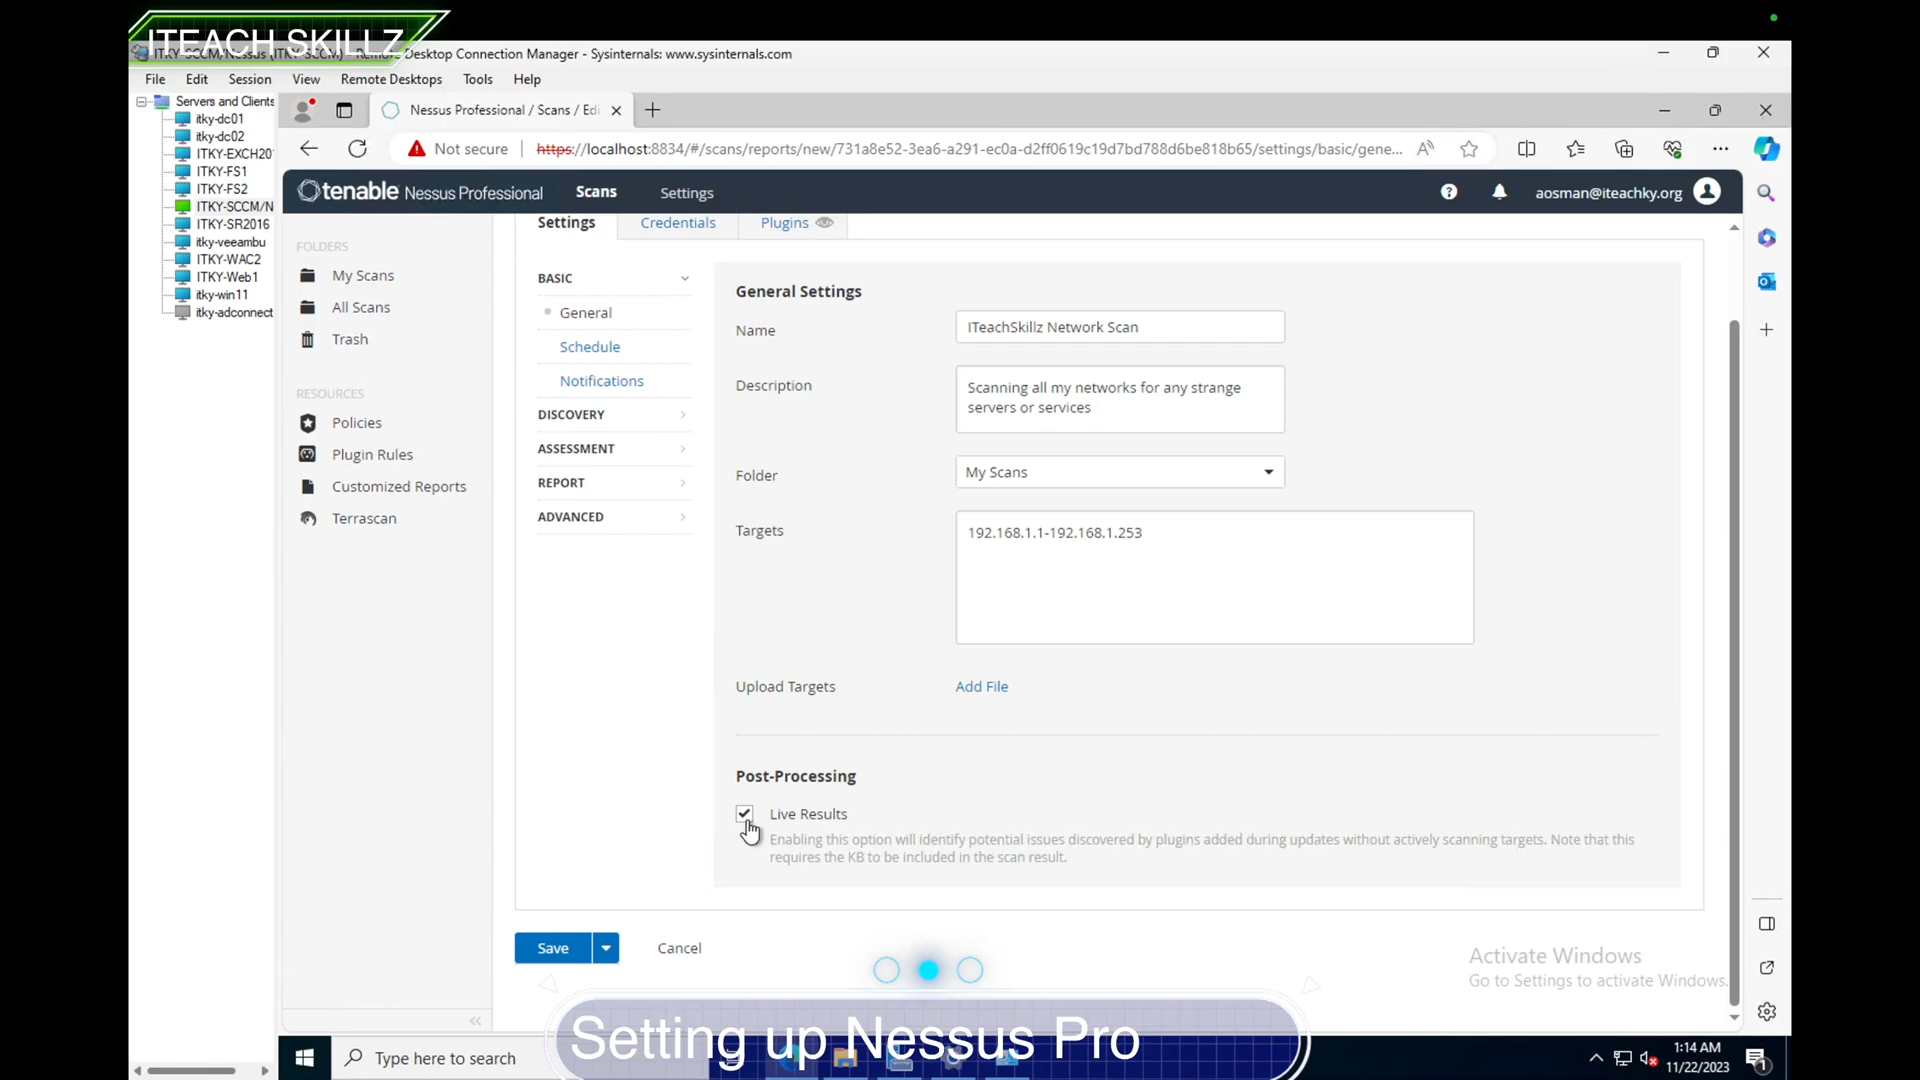 ITEACH SKILLZ
ITKY-SCCM/Nessus (ITKY-SCCM) - Remote Desktop Connection Manager - Sysinternals: www.sysinternals.com
File Edit Session View Remote Desktops Tools Help
Servers and Clients
itky-dc01
itky-dc02
ITKY-EXCH20
ITKY-FS1
ITKY-FS2
ITKY-SCCM/N
ITKY-SR2016
itky-veeambu
ITKY-WAC2
ITKY-Web1
itky-win11
itky-adconnect
Nessus Professional / Scans / Edi
Not secure https://localhost:8834/#/scans/reports/new/731a8e52-3ea6-a291-ec0a-d2ff0619c19d7bd788d6be818b65/settings/basic/gene...
tenable Nessus Professional Scans Settings aosman@iteachky.org
FOLDERS
My Scans
All Scans
Trash
RESOURCES
Policies
Plugin Rules
Customized Reports
Terrascan
Settings Credentials Plugins
BASIC
General
Schedule
Notifications
DISCOVERY
ASSESSMENT
REPORT
ADVANCED
General Settings
Name ITeachSkillz Network Scan
Description Scanning all my networks for any strange
servers or services
Folder My Scans
Targets 192.168.1.1-192.168.1.253
Upload Targets Add File
Post-Processing
Live Results
Enabling this option will identify potential issues discovered by plugins added during updates without actively scanning targets. Note that this
requires the KB to be included in the scan result.
Save Cancel
Activate Windows
Go to Settings to activate Windows.
Setting up Nessus Pro
Type here to search
1:14 AM
11/22/2023
1